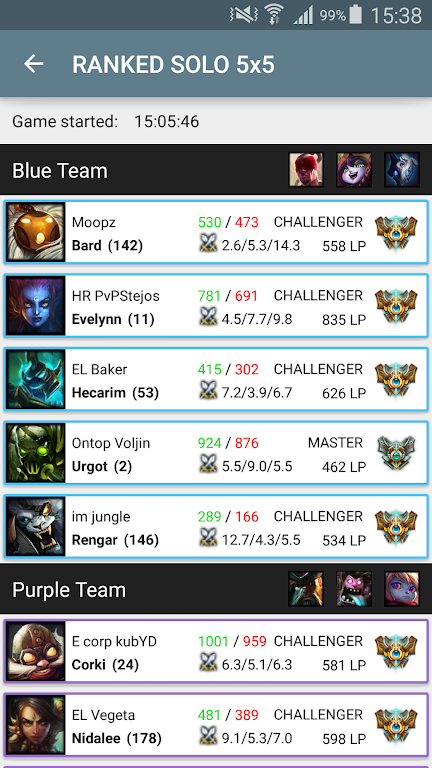 99% 15:38
RANKED SOLO 5x5
Game started: 15:05:46
Blue Team
Moopz 530 / 473 CHALLENGER
Bard (142) 2.6/5.3/14.3 558 LP
HR PvPStejos 781 / 691 CHALLENGER
Evelynn (11) 4.5/7.7/9.8 835 LP
EL Baker 415 / 302 CHALLENGER
Hecarim (53) 7.2/3.9/6.7 626 LP
Ontop Voljin 924 / 876 MASTER
Urgot (2) 5.5/9.0/5.5 462 LP
im jungle 289 / 166 CHALLENGER
Rengar (146) 12.7/4.3/5.5 534 LP
Purple Team
E corp kubYD 1001 / 959 CHALLENGER
Corki (24) 6.3/5.1/6.3 581 LP
EL Vegeta 481 / 389 CHALLENGER
Nidalee (178) 9.1/5.3/7.0 598 LP